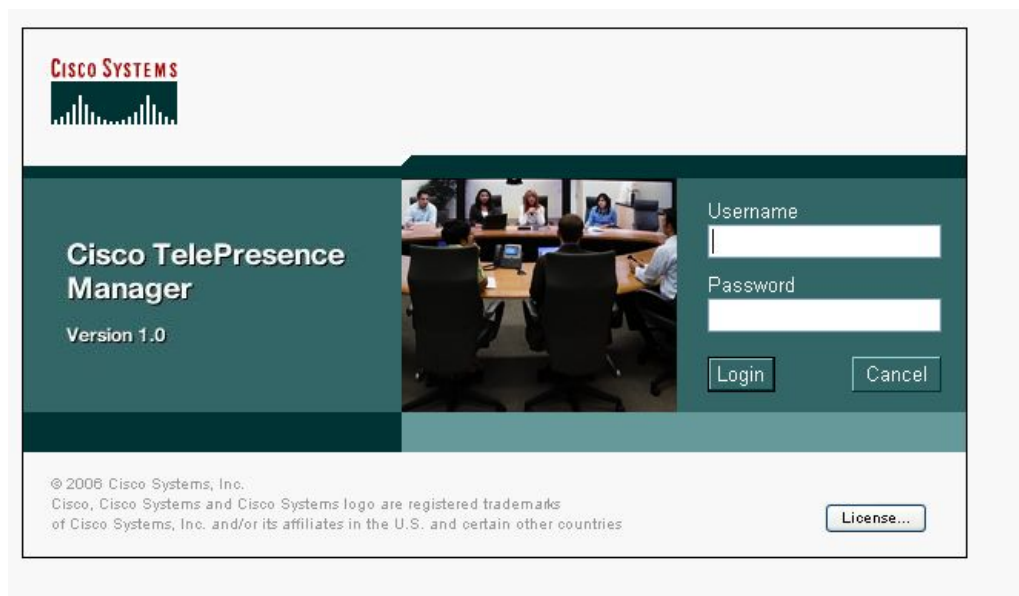 CISCO SYSTEMS
Cisco TelePresence
Manager
Version 1.0
Username
Password
Login
Cancel
© 2006 Cisco Systems, Inc.
Cisco, Cisco Systems and Cisco Systems logo are registered trademarks
of Cisco Systems, Inc. and/or its affiliates in the U.S. and certain other countries
License...